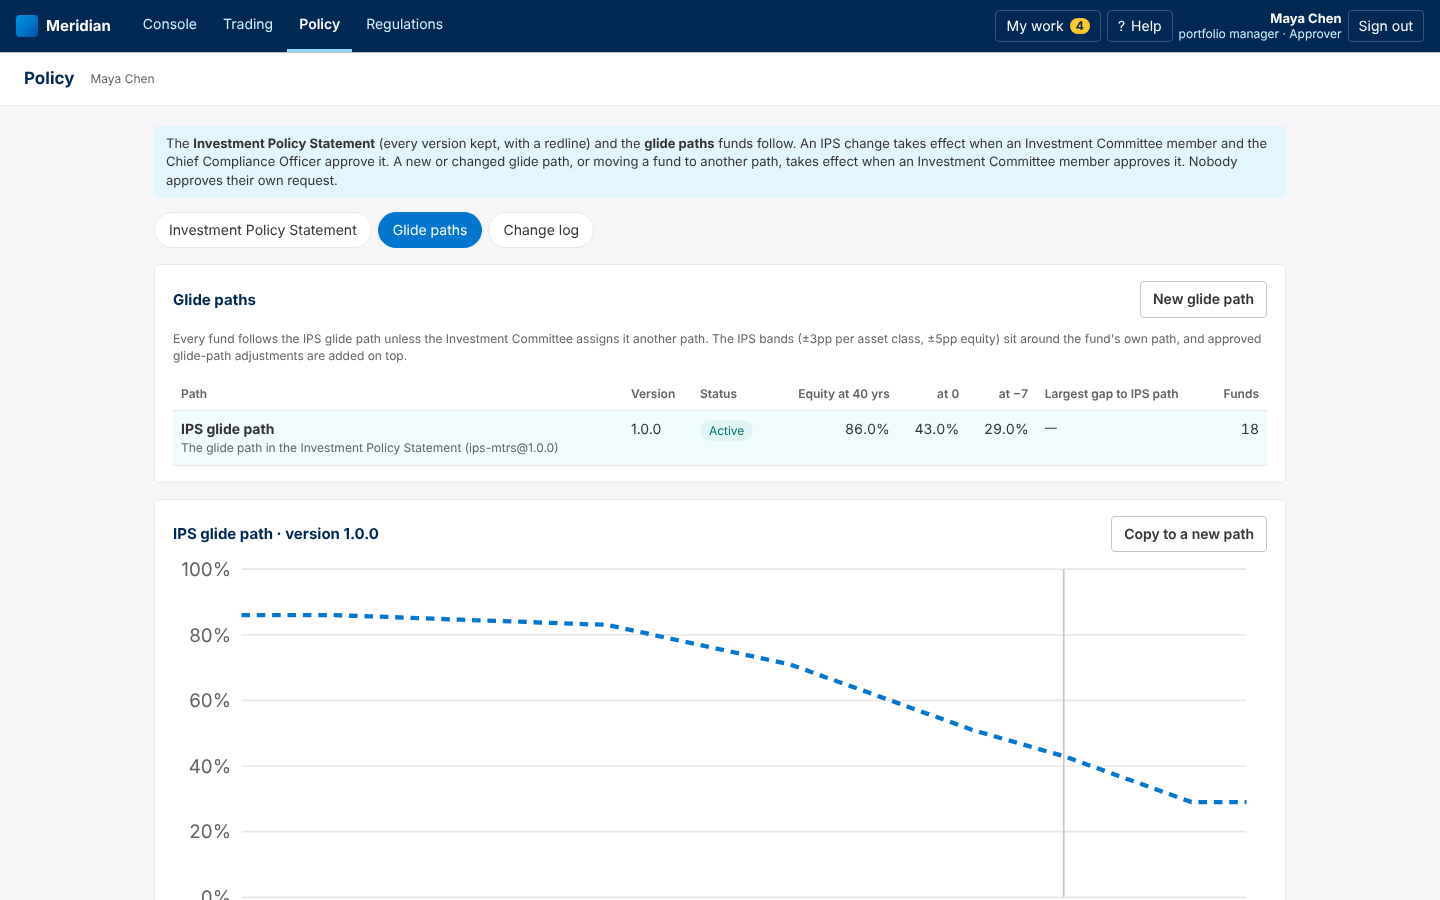 Meridian
Console
Trading
Policy
Regulations
My work 4
? Help
Maya Chen
portfolio manager · Approver
Sign out
Policy
Maya Chen
The Investment Policy Statement (every version kept, with a redline) and the glide paths funds follow. An IPS change takes effect when an Investment Committee member and the
Chief Compliance Officer approve it. A new or changed glide path, or moving a fund to another path, takes effect when an Investment Committee member approves it. Nobody
approves their own request.
Investment Policy Statement
Glide paths
Change log
Glide paths
New glide path
Every fund follows the IPS glide path unless the Investment Committee assigns it another path. The IPS bands (±3pp per asset class, ±5pp equity) sit around the fund's own path, and approved
glide-path adjustments are added on top.
Path Version Status Equity at 40 yrs at 0 at −7 Largest gap to IPS path Funds
IPS glide path 1.0.0 Active 86.0% 43.0% 29.0% — 18
The glide path in the Investment Policy Statement (ips-mtrs@1.0.0)
IPS glide path · version 1.0.0
Copy to a new path
100%
80%
60%
40%
20%
0%